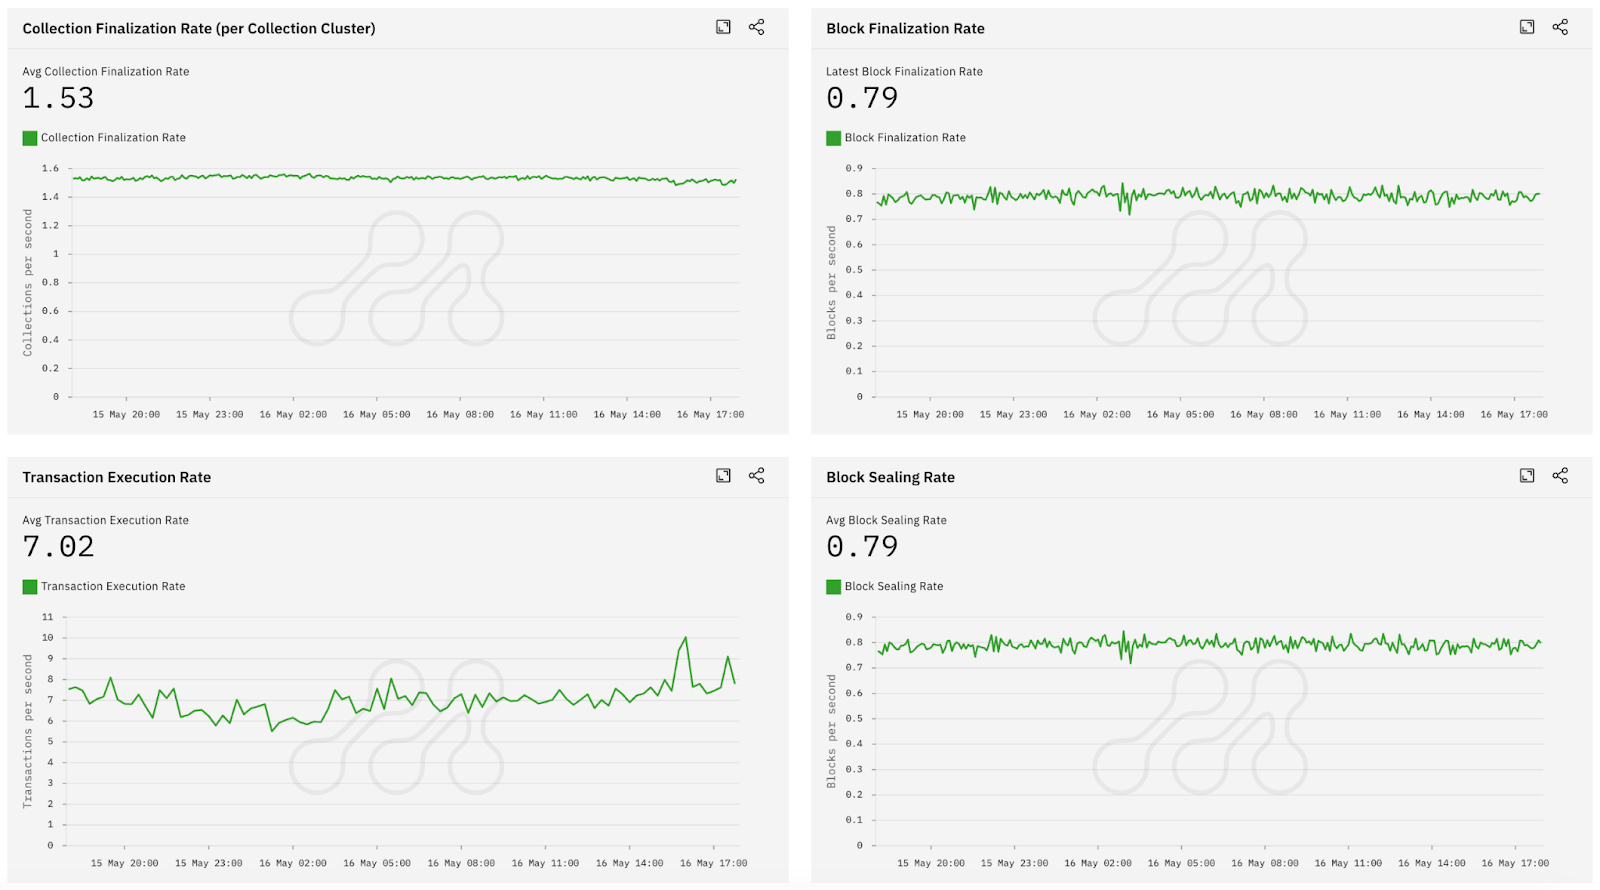 Collection Finalization Rate (per Collection Cluster)
Avg Collection Finalization Rate
1.53
Collection Finalization Rate
Collections per second
1.6
1.4
1.2
1
0.8
0.6
0.4
0.2
0
15 May 20:00 15 May 23:00 16 May 02:00 16 May 05:00 16 May 08:00 16 May 11:00 16 May 14:00 16 May 17:00
Block Finalization Rate
Latest Block Finalization Rate
0.79
Block Finalization Rate
Blocks per second
0.9
0.8
0.7
0.6
0.5
0.4
0.3
0.2
0.1
0
15 May 20:00 15 May 23:00 16 May 02:00 16 May 05:00 16 May 08:00 16 May 11:00 16 May 14:00 16 May 17:00
Transaction Execution Rate
Avg Transaction Execution Rate
7.02
Transaction Execution Rate
Transactions per second
11
10
9
8
7
6
5
4
3
2
1
0
15 May 20:00 15 May 23:00 16 May 02:00 16 May 05:00 16 May 08:00 16 May 11:00 16 May 14:00 16 May 17:00
Block Sealing Rate
Avg Block Sealing Rate
0.79
Block Sealing Rate
Blocks per second
0.9
0.8
0.7
0.6
0.5
0.4
0.3
0.2
0.1
0
15 May 20:00 15 May 23:00 16 May 02:00 16 May 05:00 16 May 08:00 16 May 11:00 16 May 14:00 16 May 17:00